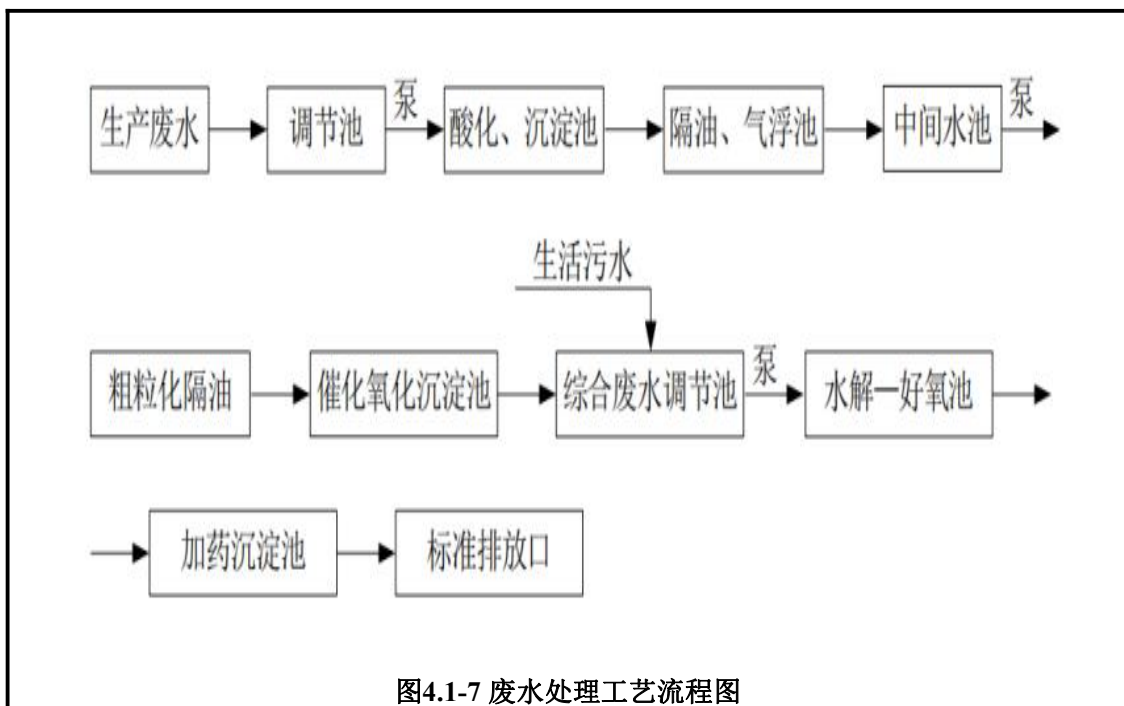 泵 泵
生产废水 调节池 酸化、沉淀池 隔油、气浮池 中间水池
生活污水
泵
粗粒化隔油 催化氧化沉淀池 综合废水调节池 水解一好氧池
加药沉淀池 标准排放口
图4.1-7 废水处理工艺流程图